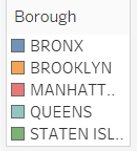 Borough
BRONX
BROOKLYN
MANHATT..
QUEENS
STATEN ISL..